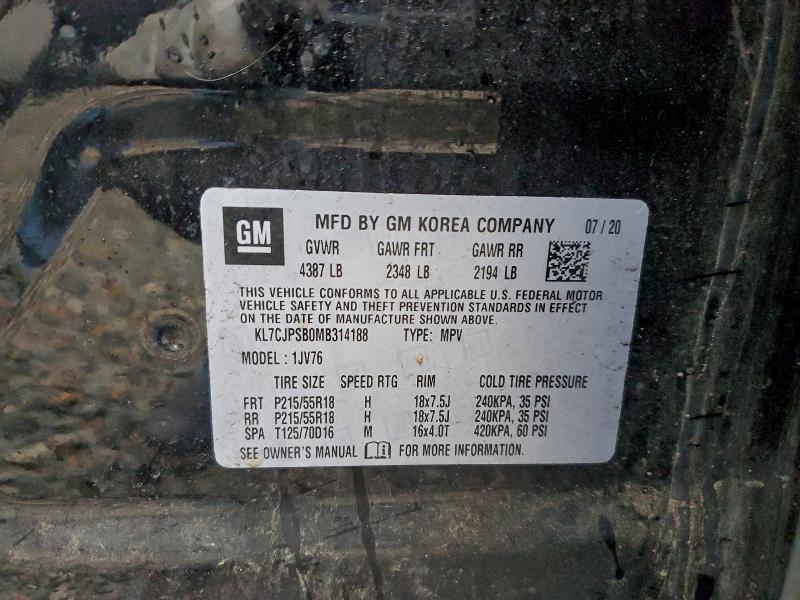 GM MFD BY GM KOREA COMPANY 07/20
GVWR GAWR FRT GAWR RR
4387 LB 2348 LB 2194 LB
THIS VEHICLE CONFORMS TO ALL APPLICABLE U.S. FEDERAL MOTOR
VEHICLE SAFETY AND THEFT PREVENTION STANDARDS IN EFFECT
ON THE DATE OF MANUFACTURE SHOWN ABOVE.
KL7CJPSB0MB314188 TYPE: MPV
MODEL : 1JV76
TIRE SIZE SPEED RTG RIM COLD TIRE PRESSURE
FRT P215/55R18 H 18x7.5J 240KPA, 35 PSI
RR P215/55R18 H 18x7.5J 240KPA, 35 PSI
SPA T125/70D16 M 16x4.0T 420KPA, 60 PSI
SEE OWNER'S MANUAL FOR MORE INFORMATION.